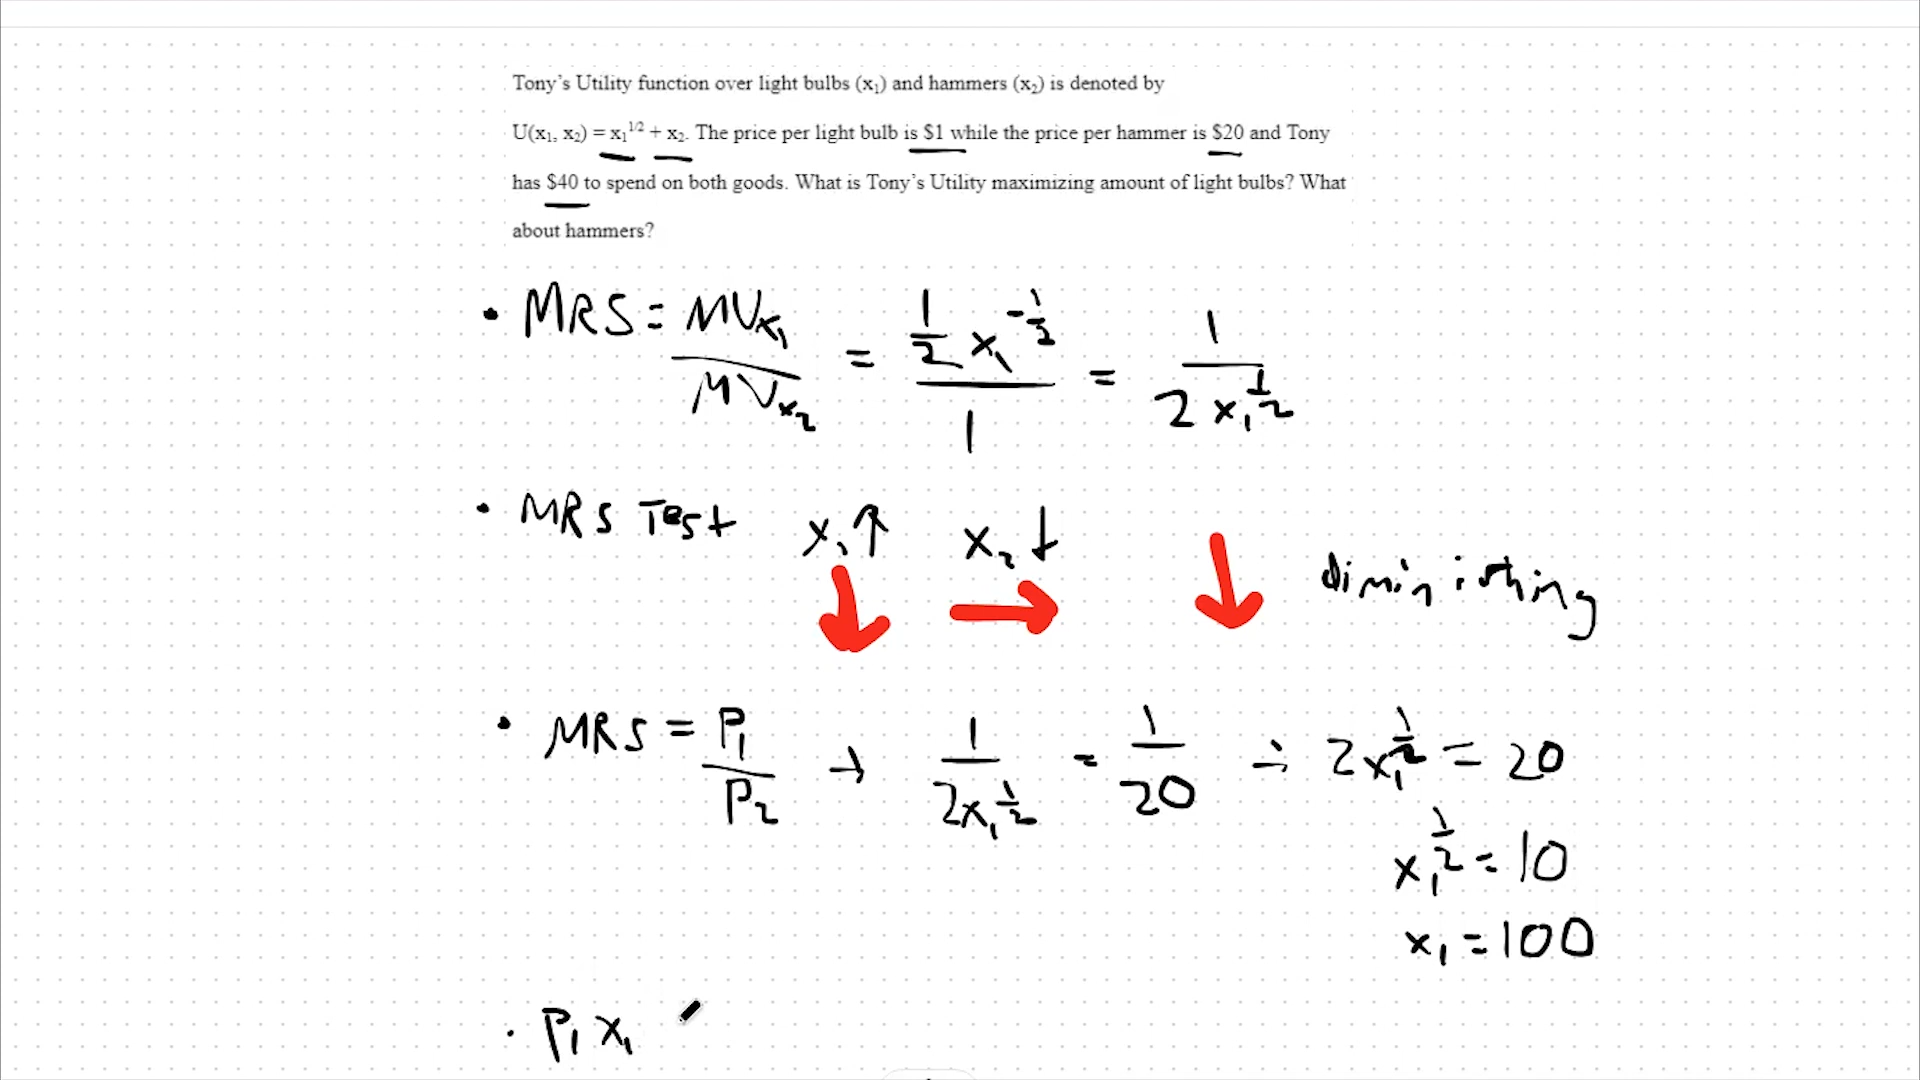 Tony's Utility function over light bulbs (x₁) and hammers (x₂) is denoted by
U(x₁, x₂) = x₁^1/2 + x₂. The price per light bulb is $1 while the price per hammer is $20 and Tony
has $40 to spend on both goods. What is Tony's Utility maximizing amount of light bulbs? What
about hammers?
• MRS = MUx₁ / MUx₂ = (1/2 x₁^-1/2) / 1 = 1 / (2 x₁^1/2)
• MRS Test x₁↑ x₂↓
diminishing
• MRS = P₁ / P₂ → 1 / (2x₁^1/2) = 1 / 20 ∴ 2x₁^1/2 = 20
x₁^1/2 = 10
x₁ = 100
• P₁ x₁